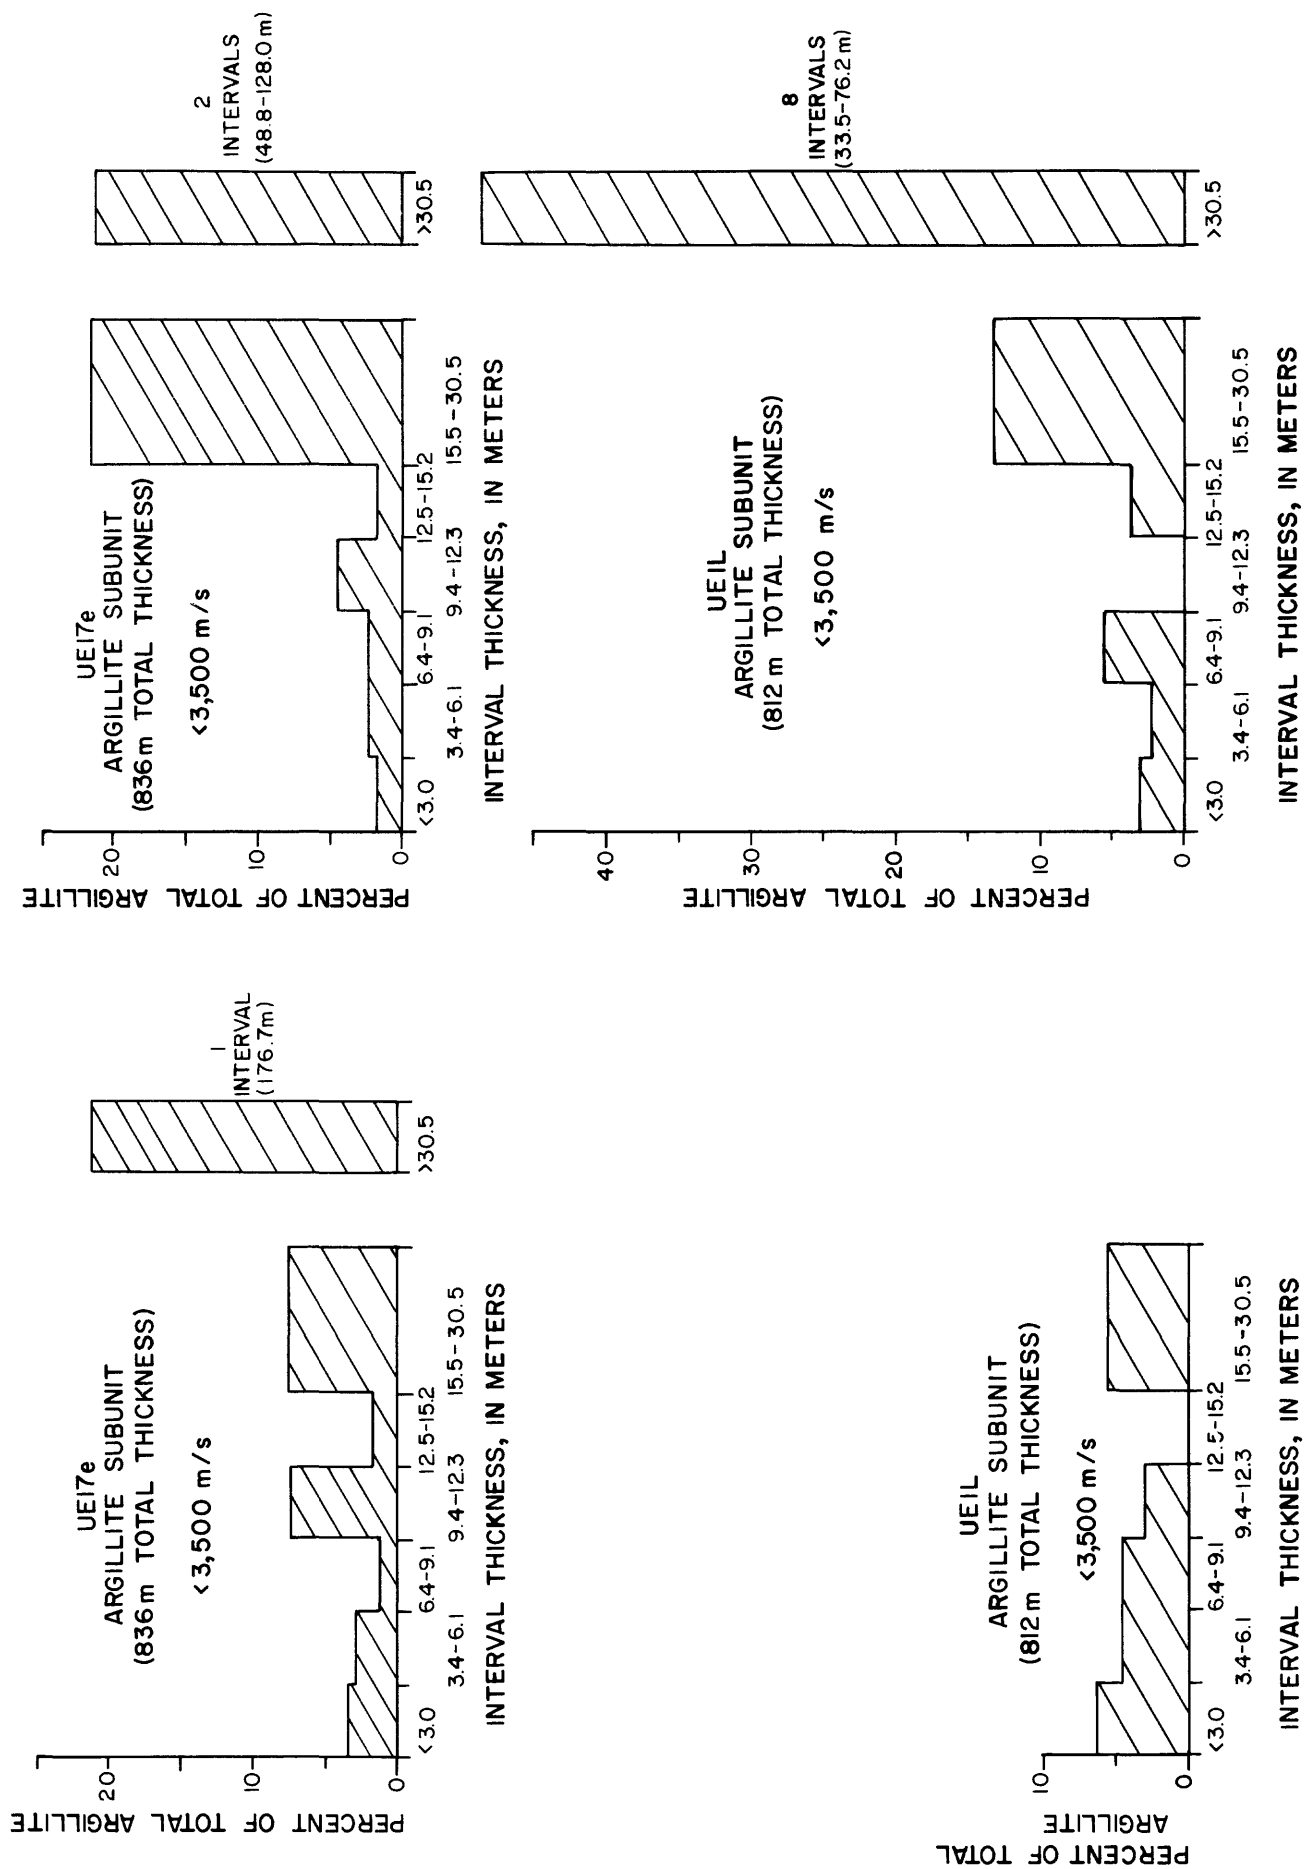 PERCENT OF TOTAL ARGILLITE
20
10
0
UE17e
ARGILLITE SUBUNIT
(836m TOTAL THICKNESS)
<3,500 m/s
1
INTERVAL
(176.7m)
<3.0
3.4-6.1
6.4-9.1
9.4-12.3
12.5-15.2
15.5-30.5
>30.5
INTERVAL THICKNESS, IN METERS
PERCENT OF TOTAL ARGILLITE
20
10
0
UE17e
ARGILLITE SUBUNIT
(836m TOTAL THICKNESS)
<3,500 m/s
2
INTERVALS
(48.8-128.0m)
<3.0
3.4-6.1
6.4-9.1
9.4-12.3
12.5-15.2
15.5-30.5
>30.5
INTERVAL THICKNESS, IN METERS
PERCENT OF TOTAL
ARGILLITE
10
0
UE1L
ARGILLITE SUBUNIT
(812m TOTAL THICKNESS)
<3,500 m/s
<3.0
3.4-6.1
6.4-9.1
9.4-12.3
12.5-15.2
15.5-30.5
INTERVAL THICKNESS, IN METERS
PERCENT OF TOTAL ARGILLITE
40
30
20
10
0
UE1L
ARGILLITE SUBUNIT
(812m TOTAL THICKNESS)
<3,500 m/s
8
INTERVALS
(33.5-76.2m)
<3.0
3.4-6.1
6.4-9.1
9.4-12.3
12.5-15.2
15.5-30.5
>30.5
INTERVAL THICKNESS, IN METERS